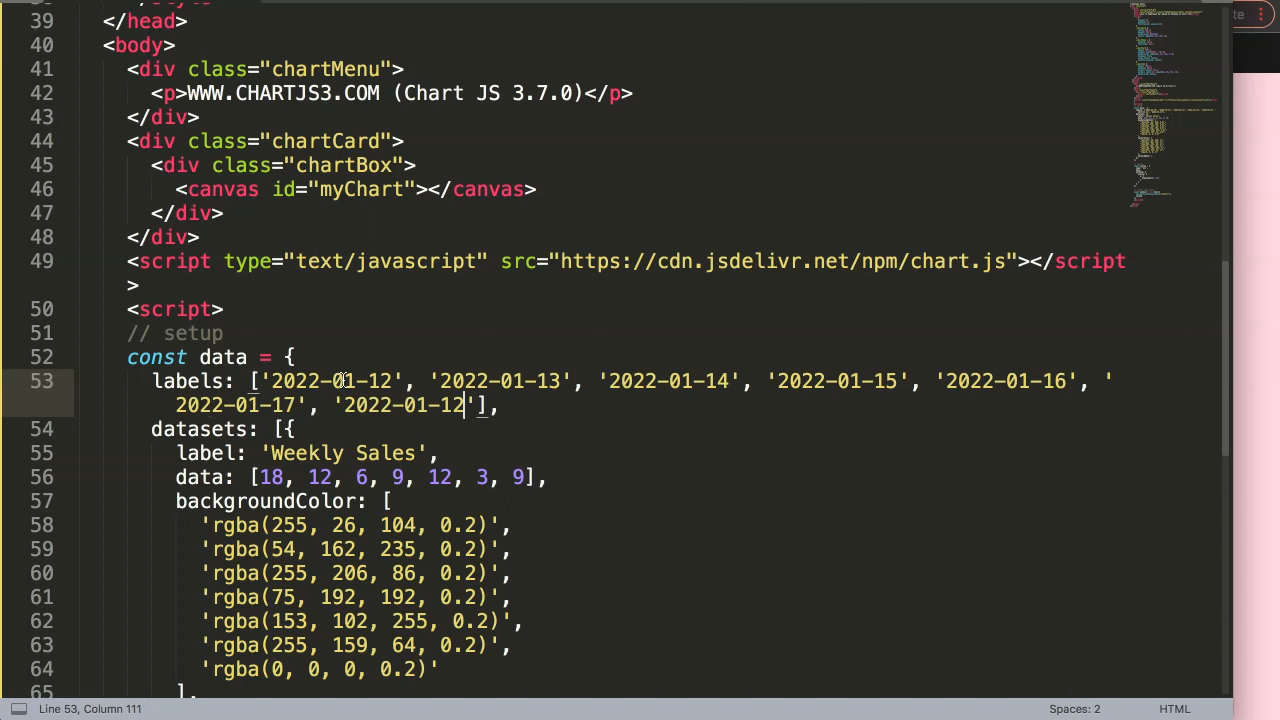 39 </head>
40 <body>
41 <div class="chartMenu">
42 <p>WWW.CHARTJS3.COM (Chart JS 3.7.0)</p>
43 </div>
44 <div class="chartCard">
45 <div class="chartBox">
46 <canvas id="myChart"></canvas>
47 </div>
48 </div>
49 <script type="text/javascript" src="https://cdn.jsdelivr.net/npm/chart.js"></script
>
50 <script>
51 // setup
52 const data = {
53 labels: ['2022-01-12', '2022-01-13', '2022-01-14', '2022-01-15', '2022-01-16', '
2022-01-17', '2022-01-12'],
54 datasets: [{
55 label: 'Weekly Sales',
56 data: [18, 12, 6, 9, 12, 3, 9],
57 backgroundColor: [
58 'rgba(255, 26, 104, 0.2)',
59 'rgba(54, 162, 235, 0.2)',
60 'rgba(255, 206, 86, 0.2)',
61 'rgba(75, 192, 192, 0.2)',
62 'rgba(153, 102, 255, 0.2)',
63 'rgba(255, 159, 64, 0.2)',
64 'rgba(0, 0, 0, 0.2)'
65 ],
Line 53, Column 111
Spaces: 2
HTML